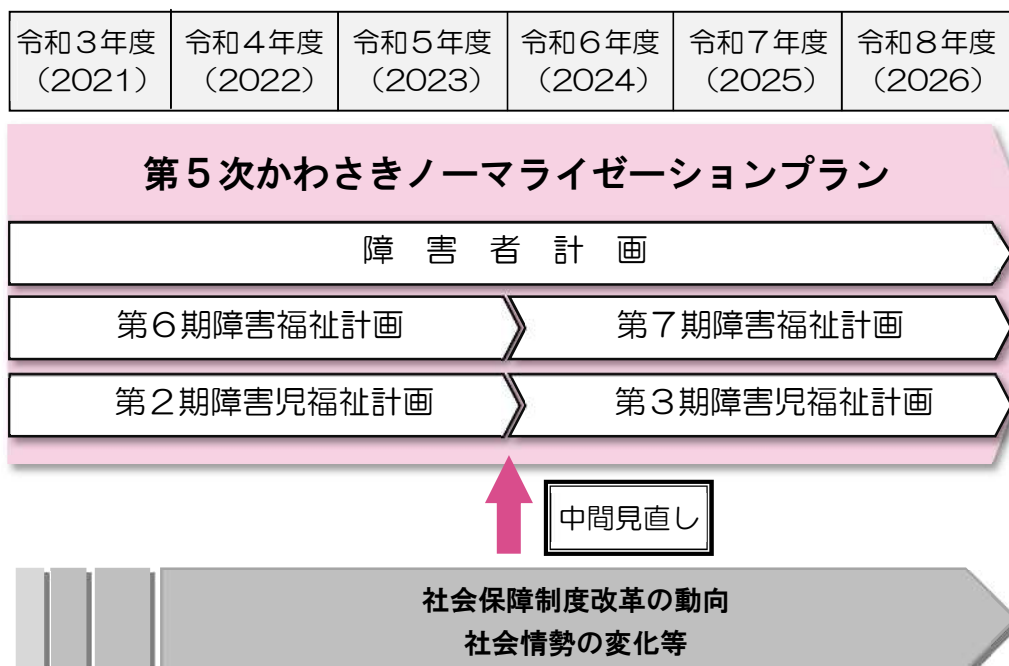 令和３年度 令和４年度 令和５年度 令和６年度 令和７年度 令和８年度
（2021） （2022） （2023） （2024） （2025） （2026）
第５次かわさきノーマライゼーションプラン
障害者計画
第６期障害福祉計画 第７期障害福祉計画
第２期障害児福祉計画 第３期障害児福祉計画
中間見直し
社会保障制度改革の動向
社会情勢の変化等